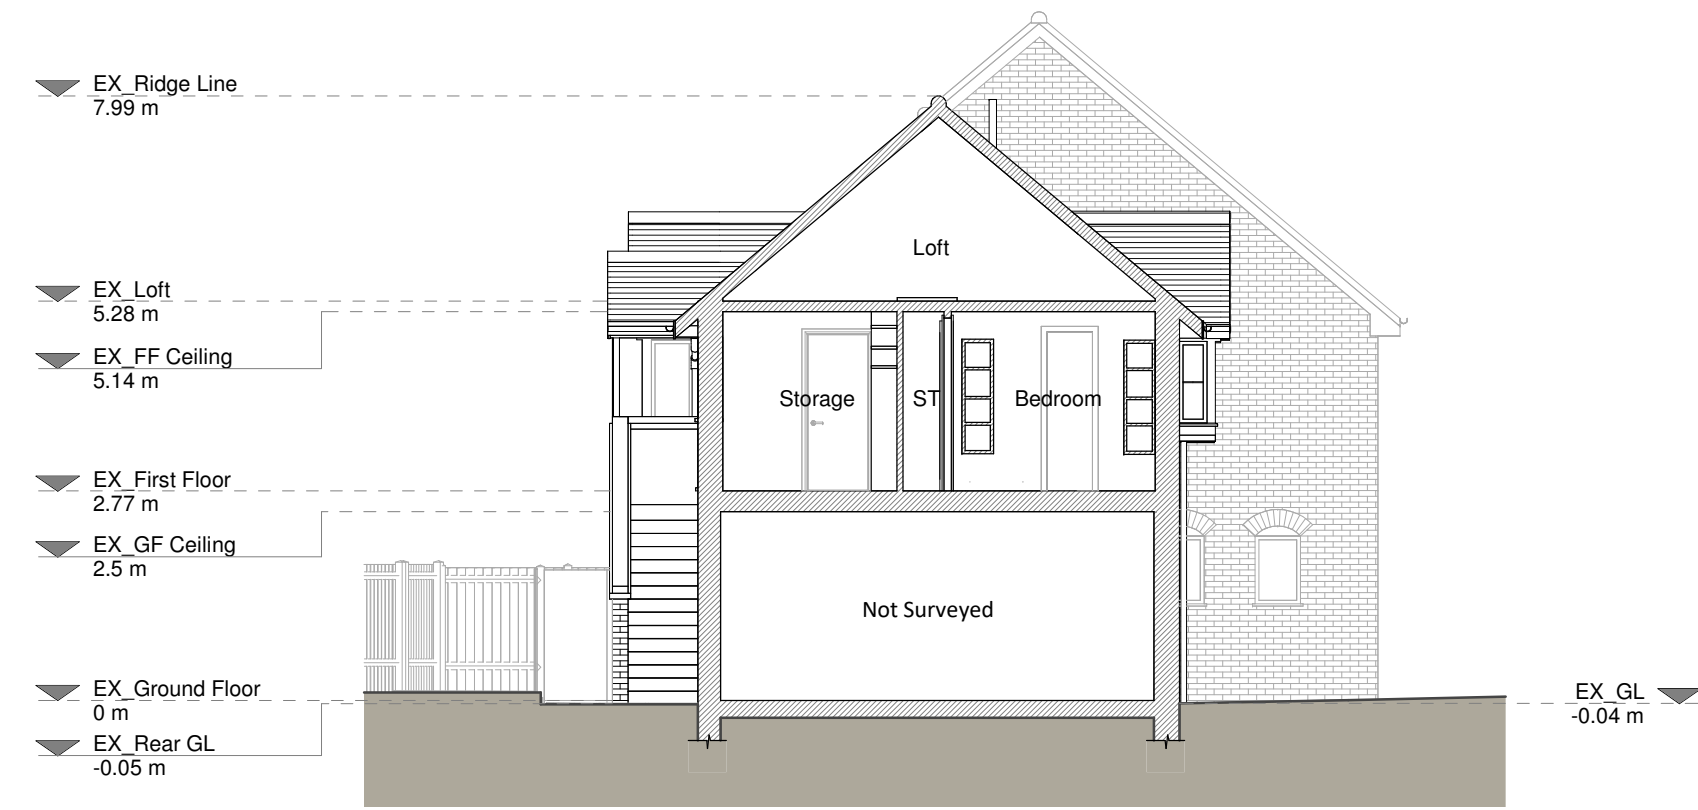 EX_Ridge Line
7.99 m
Loft
EX_Loft
5.28 m
EX_FF Ceiling
5.14 m
Storage
ST
Bedroom
EX_First Floor
2.77 m
EX_GF Ceiling
2.5 m
Not Surveyed
EX_Ground Floor
0 m
EX_GL
-0.04 m
EX_Rear GL
-0.05 m